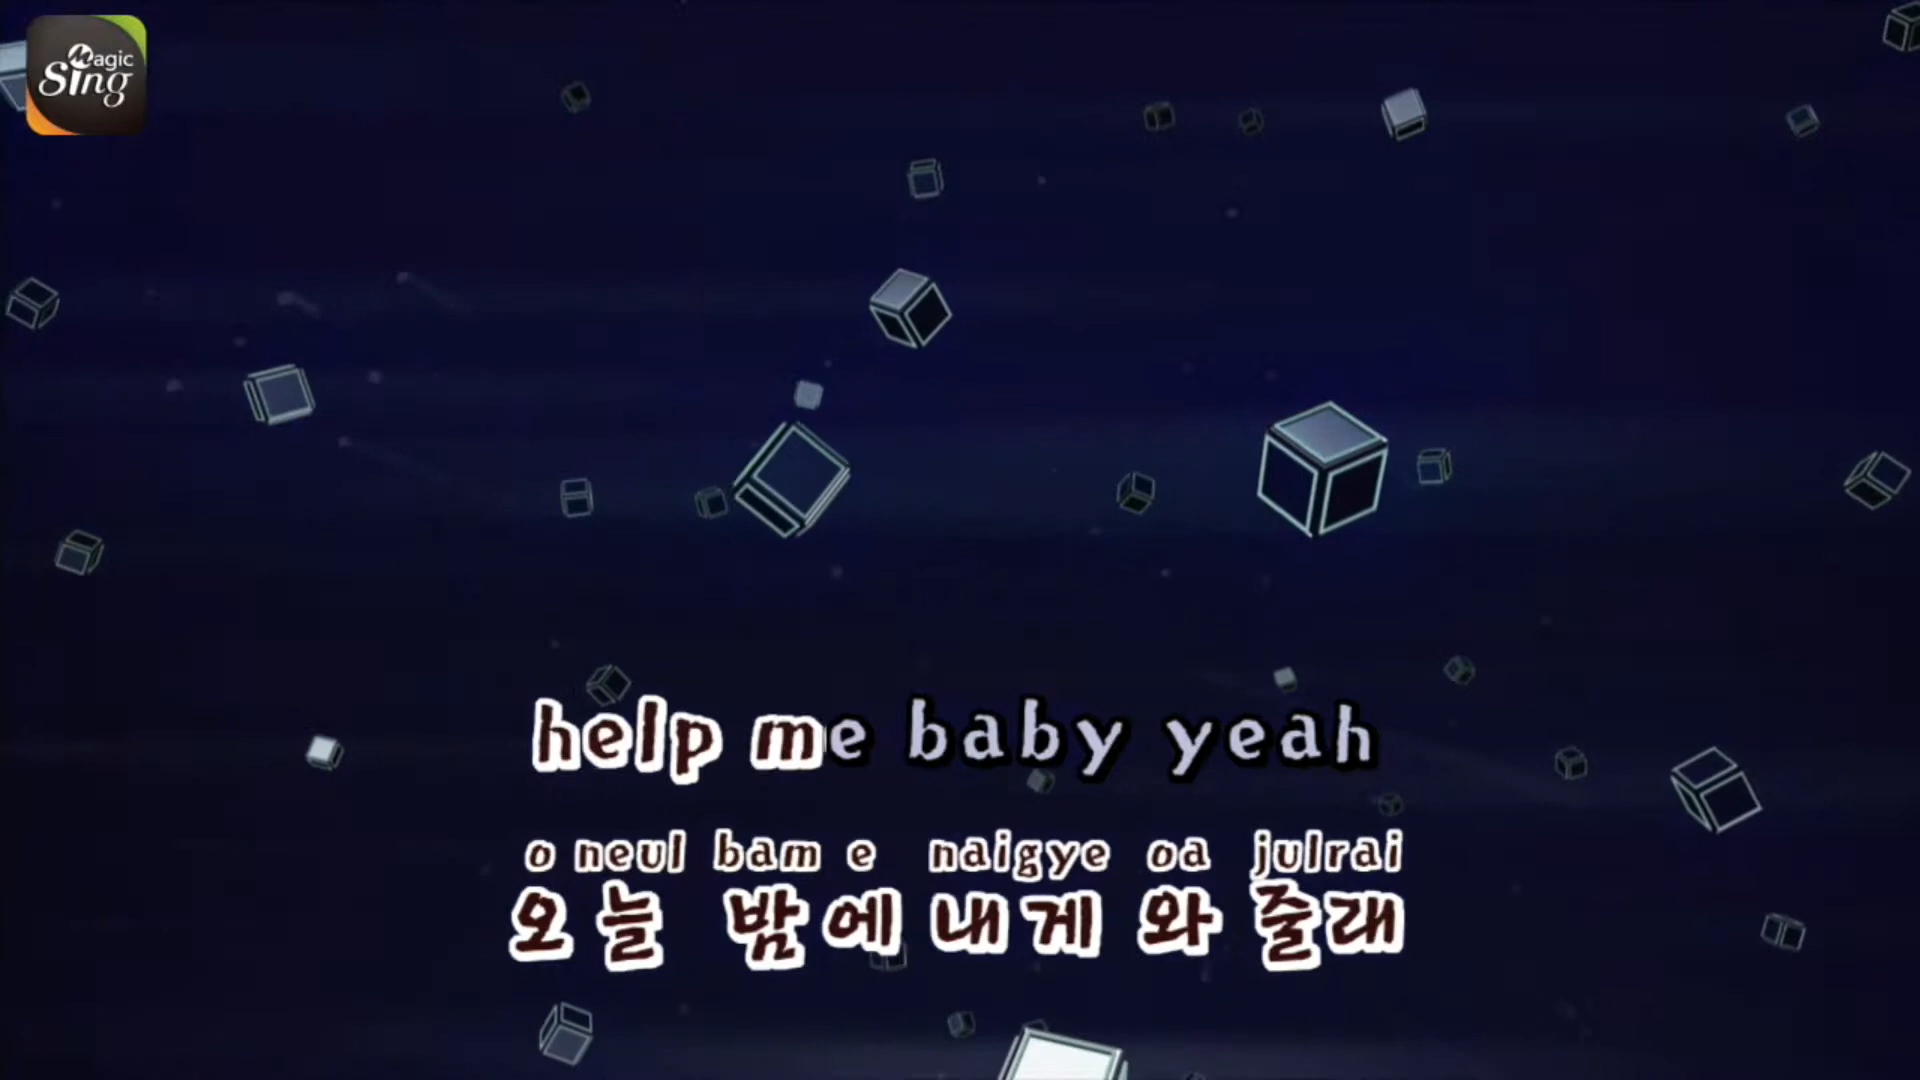 Magic
Sing
help me baby yeah
o neul bam e naigye oa julrai
오늘 밤에 내게 와 줄래